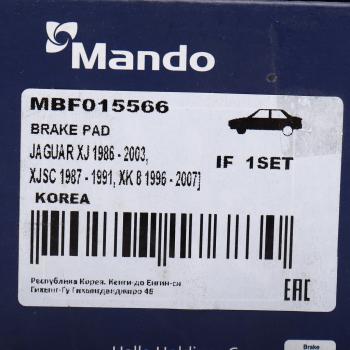 Mando
MBF015566
BRAKE PAD
JAGUAR XJ 1986 - 2003,
XJSC 1987 - 1991, XK 8 1996 - 2007]
IF 1SET
KOREA
Республика Корея, Кенги-до Енгин-си
EAC
Brake